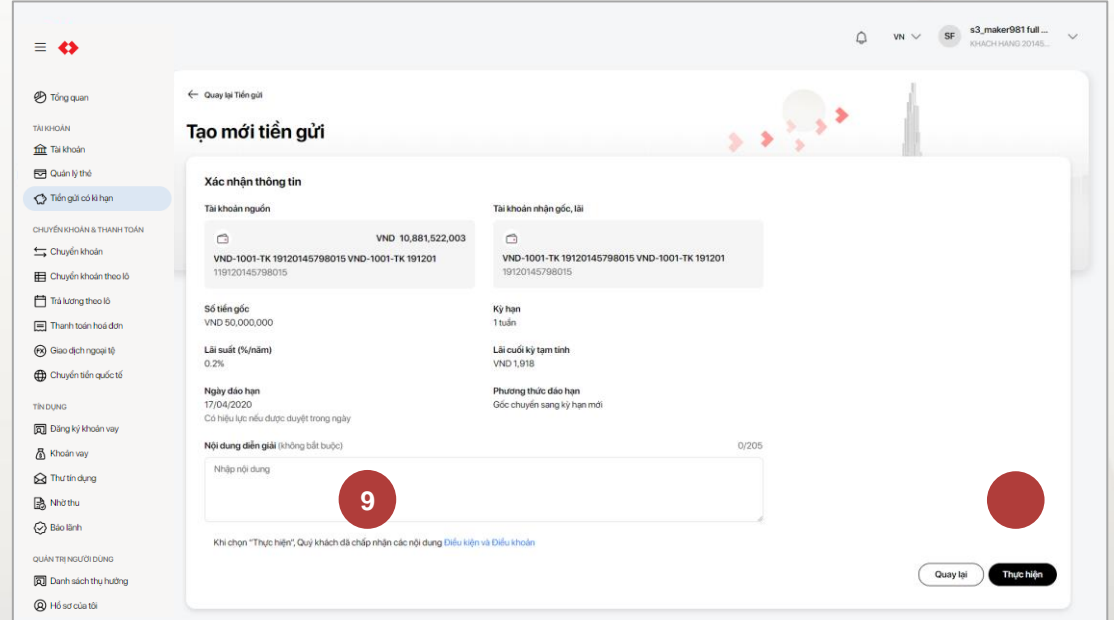 VN
SF
s3_maker981 full ...
KHACH HANG 20145...
Tổng quan
TÀI KHOẢN
Tài khoản
Quản lý thẻ
Tiền gửi có kì hạn
CHUYỂN KHOẢN & THANH TOÁN
Chuyển khoản
Chuyển khoản theo lô
Trả lương theo lô
Thanh toán hoá đơn
FX
Giao dịch ngoại tệ
Chuyển tiền quốc tế
TÍN DỤNG
Đăng ký khoản vay
Khoản vay
Thư tín dụng
Nhờ thu
Bảo lãnh
QUẢN TRỊ NGƯỜI DÙNG
Danh sách thụ hưởng
Hồ sơ của tôi
Quay lại Tiền gửi
Tạo mới tiền gửi
Xác nhận thông tin
Tài khoản nguồn
VND 10,881,522,003
VND-1001-TK 19120145798015 VND-1001-TK 191201
119120145798015
Tài khoản nhận gốc, lãi
VND-1001-TK 19120145798015 VND-1001-TK 191201
19120145798015
Số tiền gốc
VND 50,000,000
Kỳ hạn
1 tuần
Lãi suất (%/năm)
0.2%
Lãi cuối kỳ tạm tính
VND 1,918
Ngày đáo hạn
17/04/2020
Có hiệu lực nếu được duyệt trong ngày
Phương thức đáo hạn
Gốc chuyển sang kỳ hạn mới
Nội dung diễn giải (không bắt buộc)
0/205
Nhập nội dung
9
Khi chọn "Thực hiện", Quý khách đã chấp nhận các nội dung Điều kiện và Điều khoản
Quay lại
Thực hiện